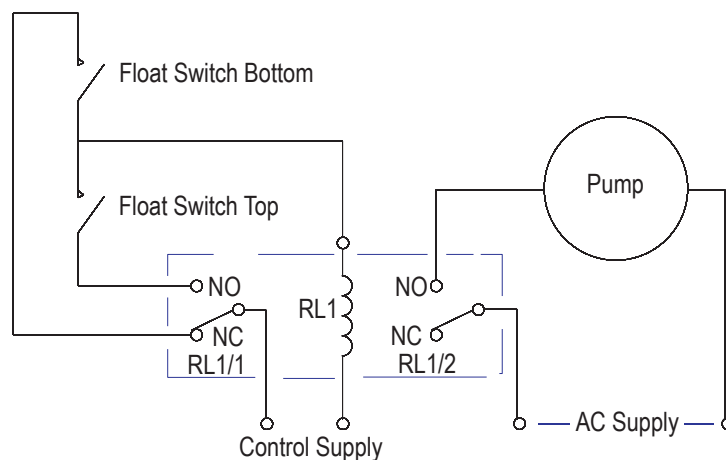 Float Switch Bottom
Pump
Float Switch Top
NO
RL1
NO
NC
NC
RL1/1
RL1/2
AC Supply
Control Supply